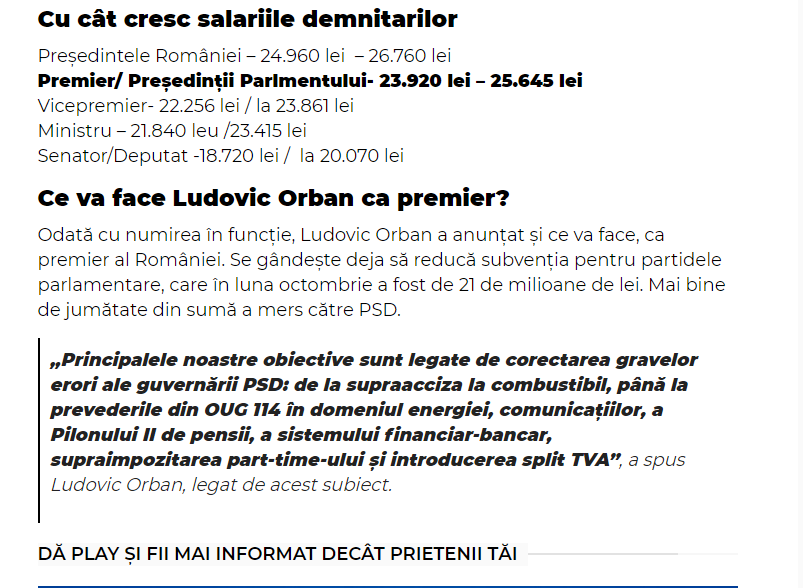 Cu cât cresc salariile demnitarilor
Președintele României – 24.960 lei  – 26.760 lei
Premier/ Președinții Parlmentului- 23.920 lei – 25.645 lei
Vicepremier- 22.256 lei / la 23.861 lei
Ministru – 21.840 leu /23.415 lei
Senator/Deputat -18.720 lei /  la 20.070 lei
Ce va face Ludovic Orban ca premier?
Odată cu numirea în funcție, Ludovic Orban a anunțat și ce va face, ca
premier al României. Se gândește deja să reducă subvenția pentru partidele
parlamentare, care în luna octombrie a fost de 21 de milioane de lei. Mai bine
de jumătate din sumă a mers către PSD.
„Principalele noastre obiective sunt legate de corectarea gravelor
erori ale guvernării PSD: de la supraacciza la combustibil, până la
prevederile din OUG 114 în domeniul energiei, comunicațiilor, a
Pilonului II de pensii, a sistemului financiar-bancar,
supraimpozitarea part-time-ului și introducerea split TVA”, a spus
Ludovic Orban, legat de acest subiect.
DĂ PLAY ȘI FII MAI INFORMAT DECÂT PRIETENII TĂI